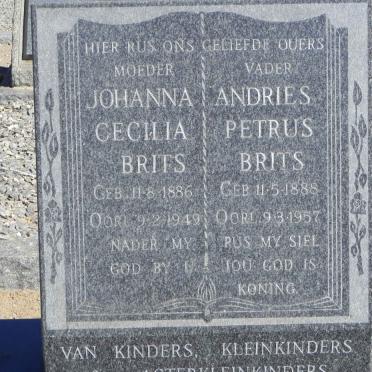 HIER RUS ONS GELIEFDE OUERS
MOEDER
JOHANNA
CECILIA
BRITS
GEB. 11-8-1886
OORL. 9-2-1949
NADER MY
GOD BY U
VADER
ANDRIES
PETRUS
BRITS
GEB. 11-5-1888
OORL. 9-3-1957
RUS MY SIEL
JOU GOD IS
KONING.
VAN KINDERS, KLEINKINDERS
AGTERKLEINKINDERS